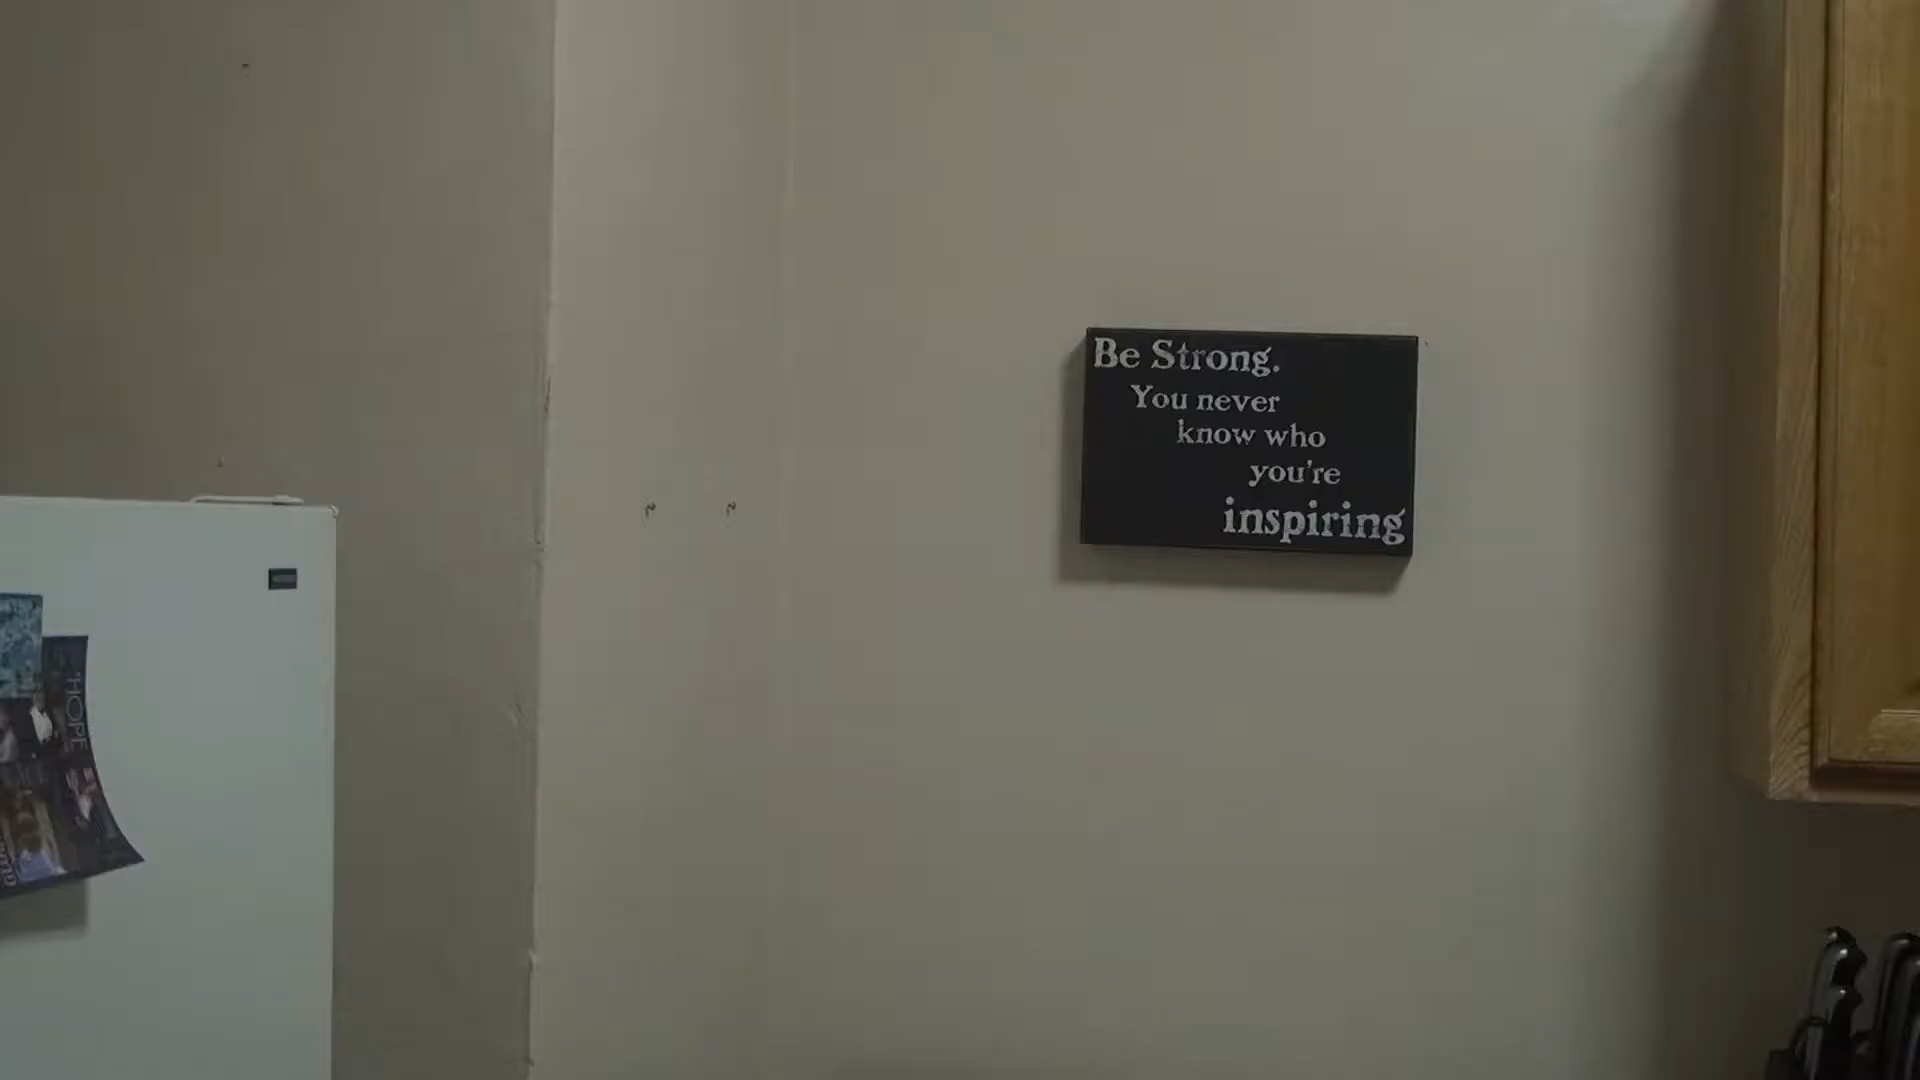 Be Strong.
You never
know who
you're
inspiring
HOPE